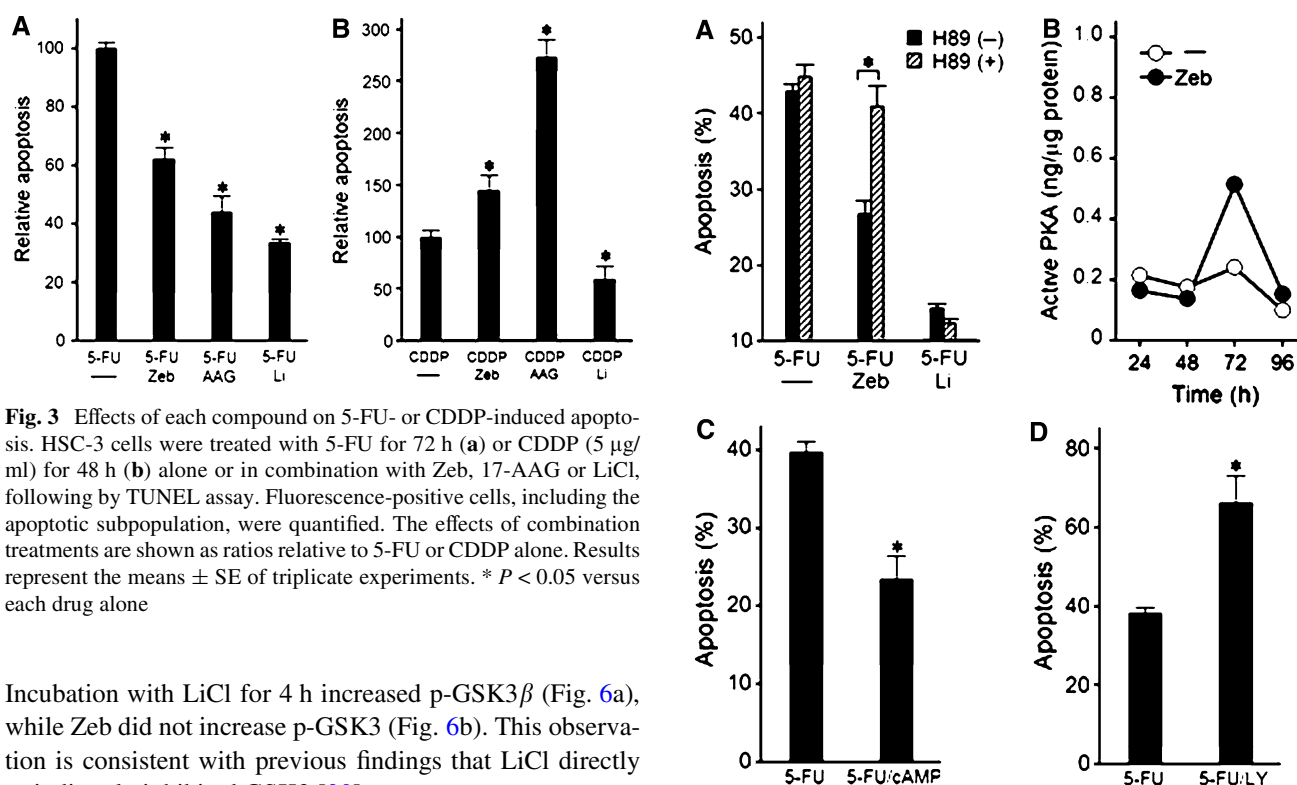 A
Relative apoptosis
100
80
60
40
20
0
*
*
*
5-FU
—
5-FU
Zeb
5-FU
AAG
5-FU
Li
B
Relative apoptosis
300
250
200
150
100
50
0
*
*
*
CDDP
—
CDDP
Zeb
CDDP
AAG
CDDP
Li
Fig. 3 Effects of each compound on 5-FU- or CDDP-induced apopto-
sis. HSC-3 cells were treated with 5-FU for 72 h (a) or CDDP (5 μg/
ml) for 48 h (b) alone or in combination with Zeb, 17-AAG or LiCl,
following by TUNEL assay. Fluorescence-positive cells, including the
apoptotic subpopulation, were quantified. The effects of combination
treatments are shown as ratios relative to 5-FU or CDDP alone. Results
represent the means ± SE of triplicate experiments. * P < 0.05 versus
each drug alone
Incubation with LiCl for 4 h increased p-GSK3β (Fig. 6a),
while Zeb did not increase p-GSK3 (Fig. 6b). This observa-
tion is consistent with previous findings that LiCl directly
A
Apoptosis (%)
50
40
30
20
10
H89 (–)
H89 (+)
*
5-FU
—
5-FU
Zeb
5-FU
Li
B
Active PKA (ng/μg protein)
1.0
0.8
0.6
0.4
0.2
0
—
Zeb
24 48 72 96
Time (h)
C
Apoptosis (%)
40
30
20
10
0
*
5-FU 5-FU/cAMP
D
Apoptosis (%)
80
60
40
20
0
*
5-FU 5-FU/LY